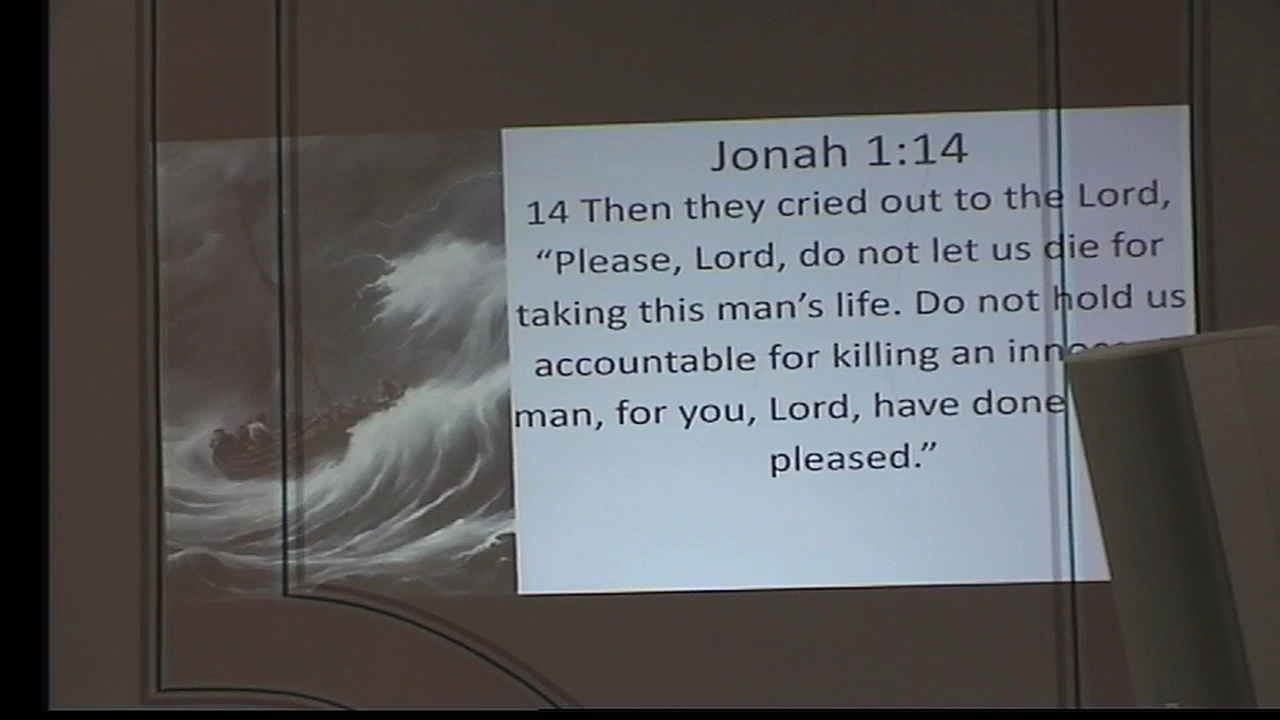 Jonah 1:14
14 Then they cried out to the Lord,
“Please, Lord, do not let us die for
taking this man’s life. Do not hold us
accountable for killing an
man, for you, Lord, have done
pleased.”